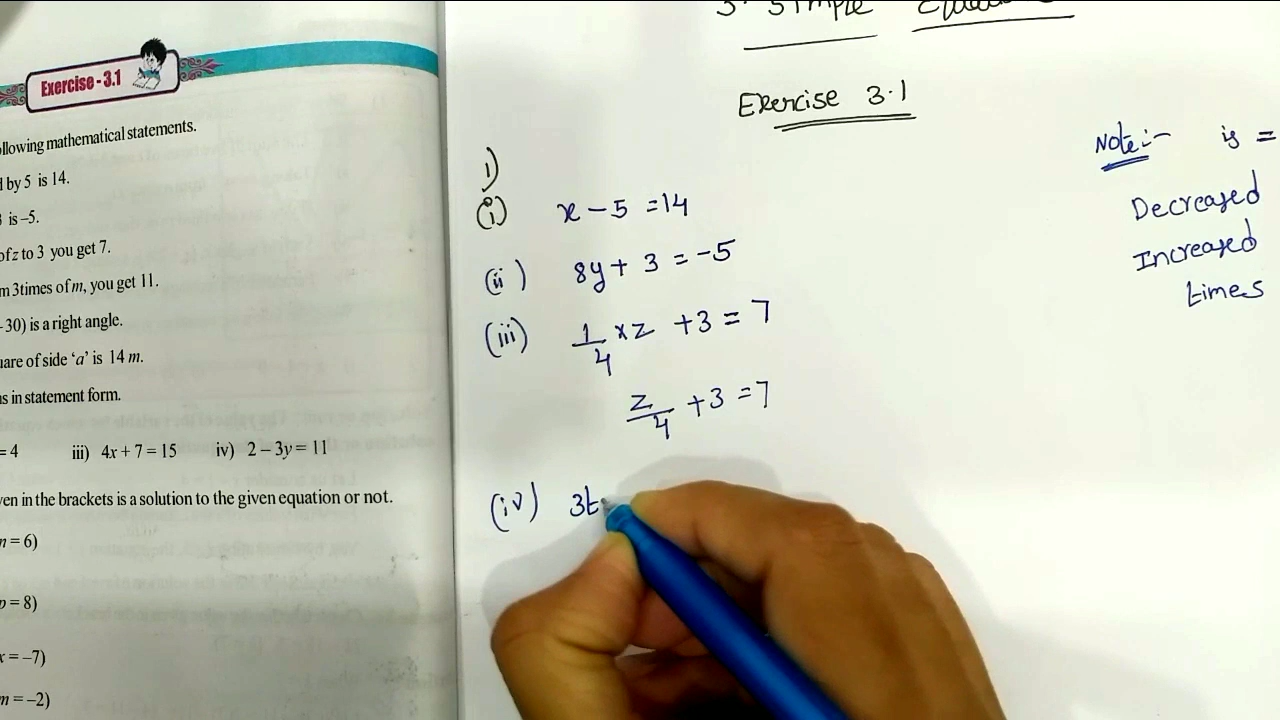 Exercise - 3.1
llowing mathematical statements.
by 5 is 14.
is –5.
of z to 3 you get 7.
m 3times of m, you get 11.
30) is a right angle.
uare of side ‘a’ is 14 m.
s in statement form.
= 4 iii) 4x + 7 = 15 iv) 2 – 3y = 11
ven in the brackets is a solution to the given equation or not.
= 6)
= 8)
= –7)
m = –2)
3. Simple
Exercise 3.1
1)
(i) x – 5 = 14
(ii) 8y + 3 = -5
(iii) 1/4 × z + 3 = 7
z/4 + 3 = 7
(iv) 3t
Note:- is =
Decreased
Increased
times